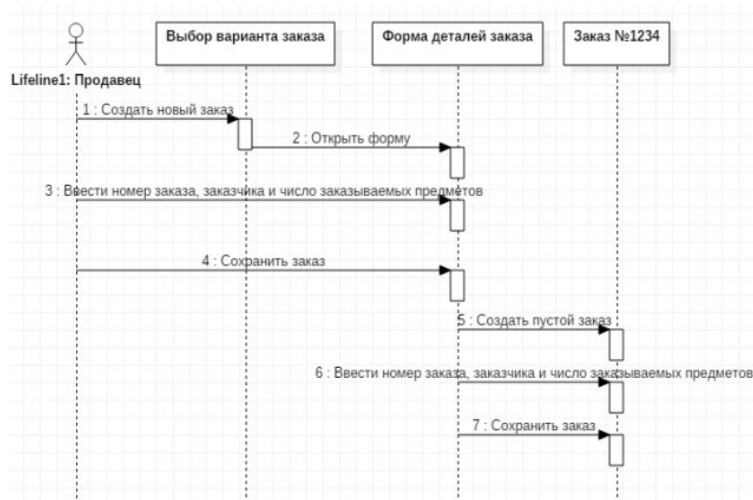 Выбор варианта заказа
Форма деталей заказа
Заказ №1234
Lifeline1: Продавец
1 : Создать новый заказ
2 : Открыть форму
3 : Ввести номер заказа, заказчика и число заказываемых предметов
4 : Сохранить заказ
5 : Создать пустой заказ
6 : Ввести номер заказа, заказчика и число заказываемых предметов
7 : Сохранить заказ